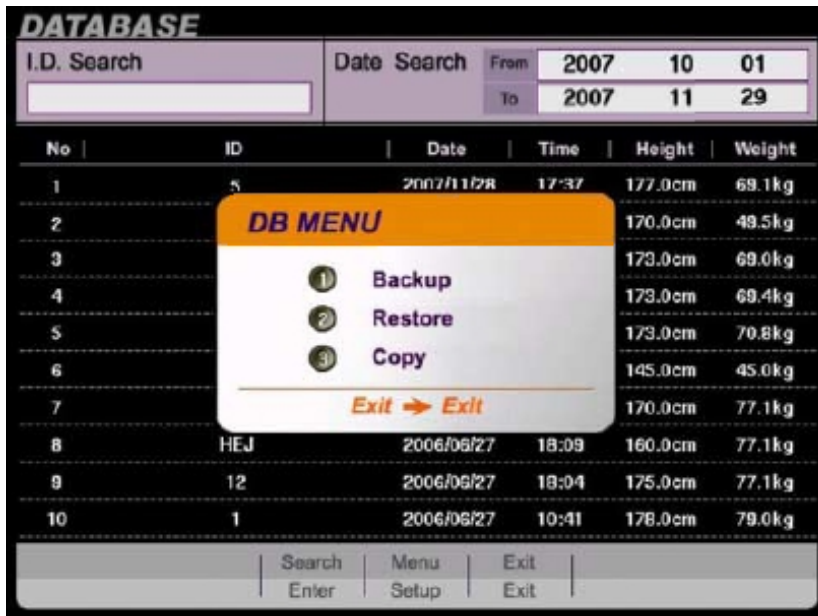 DATABASE
I.D. Search Date Search From 2007 10 01
To 2007 11 29
No ID Date Time Height Weight
1 5 2007/11/28 17:37 177.0cm 69.1kg
2 170.0cm 49.5kg
3 173.0cm 69.0kg
4 173.0cm 69.4kg
5 173.0cm 70.8kg
6 145.0cm 45.0kg
7 170.0cm 77.1kg
8 HEJ 2006/06/27 18:09 160.0cm 77.1kg
9 12 2006/06/27 18:04 175.0cm 77.1kg
10 1 2006/06/27 10:41 178.0cm 79.0kg
DB MENU
1 Backup
2 Restore
3 Copy
Exit → Exit
Search Menu Exit
Enter Setup Exit